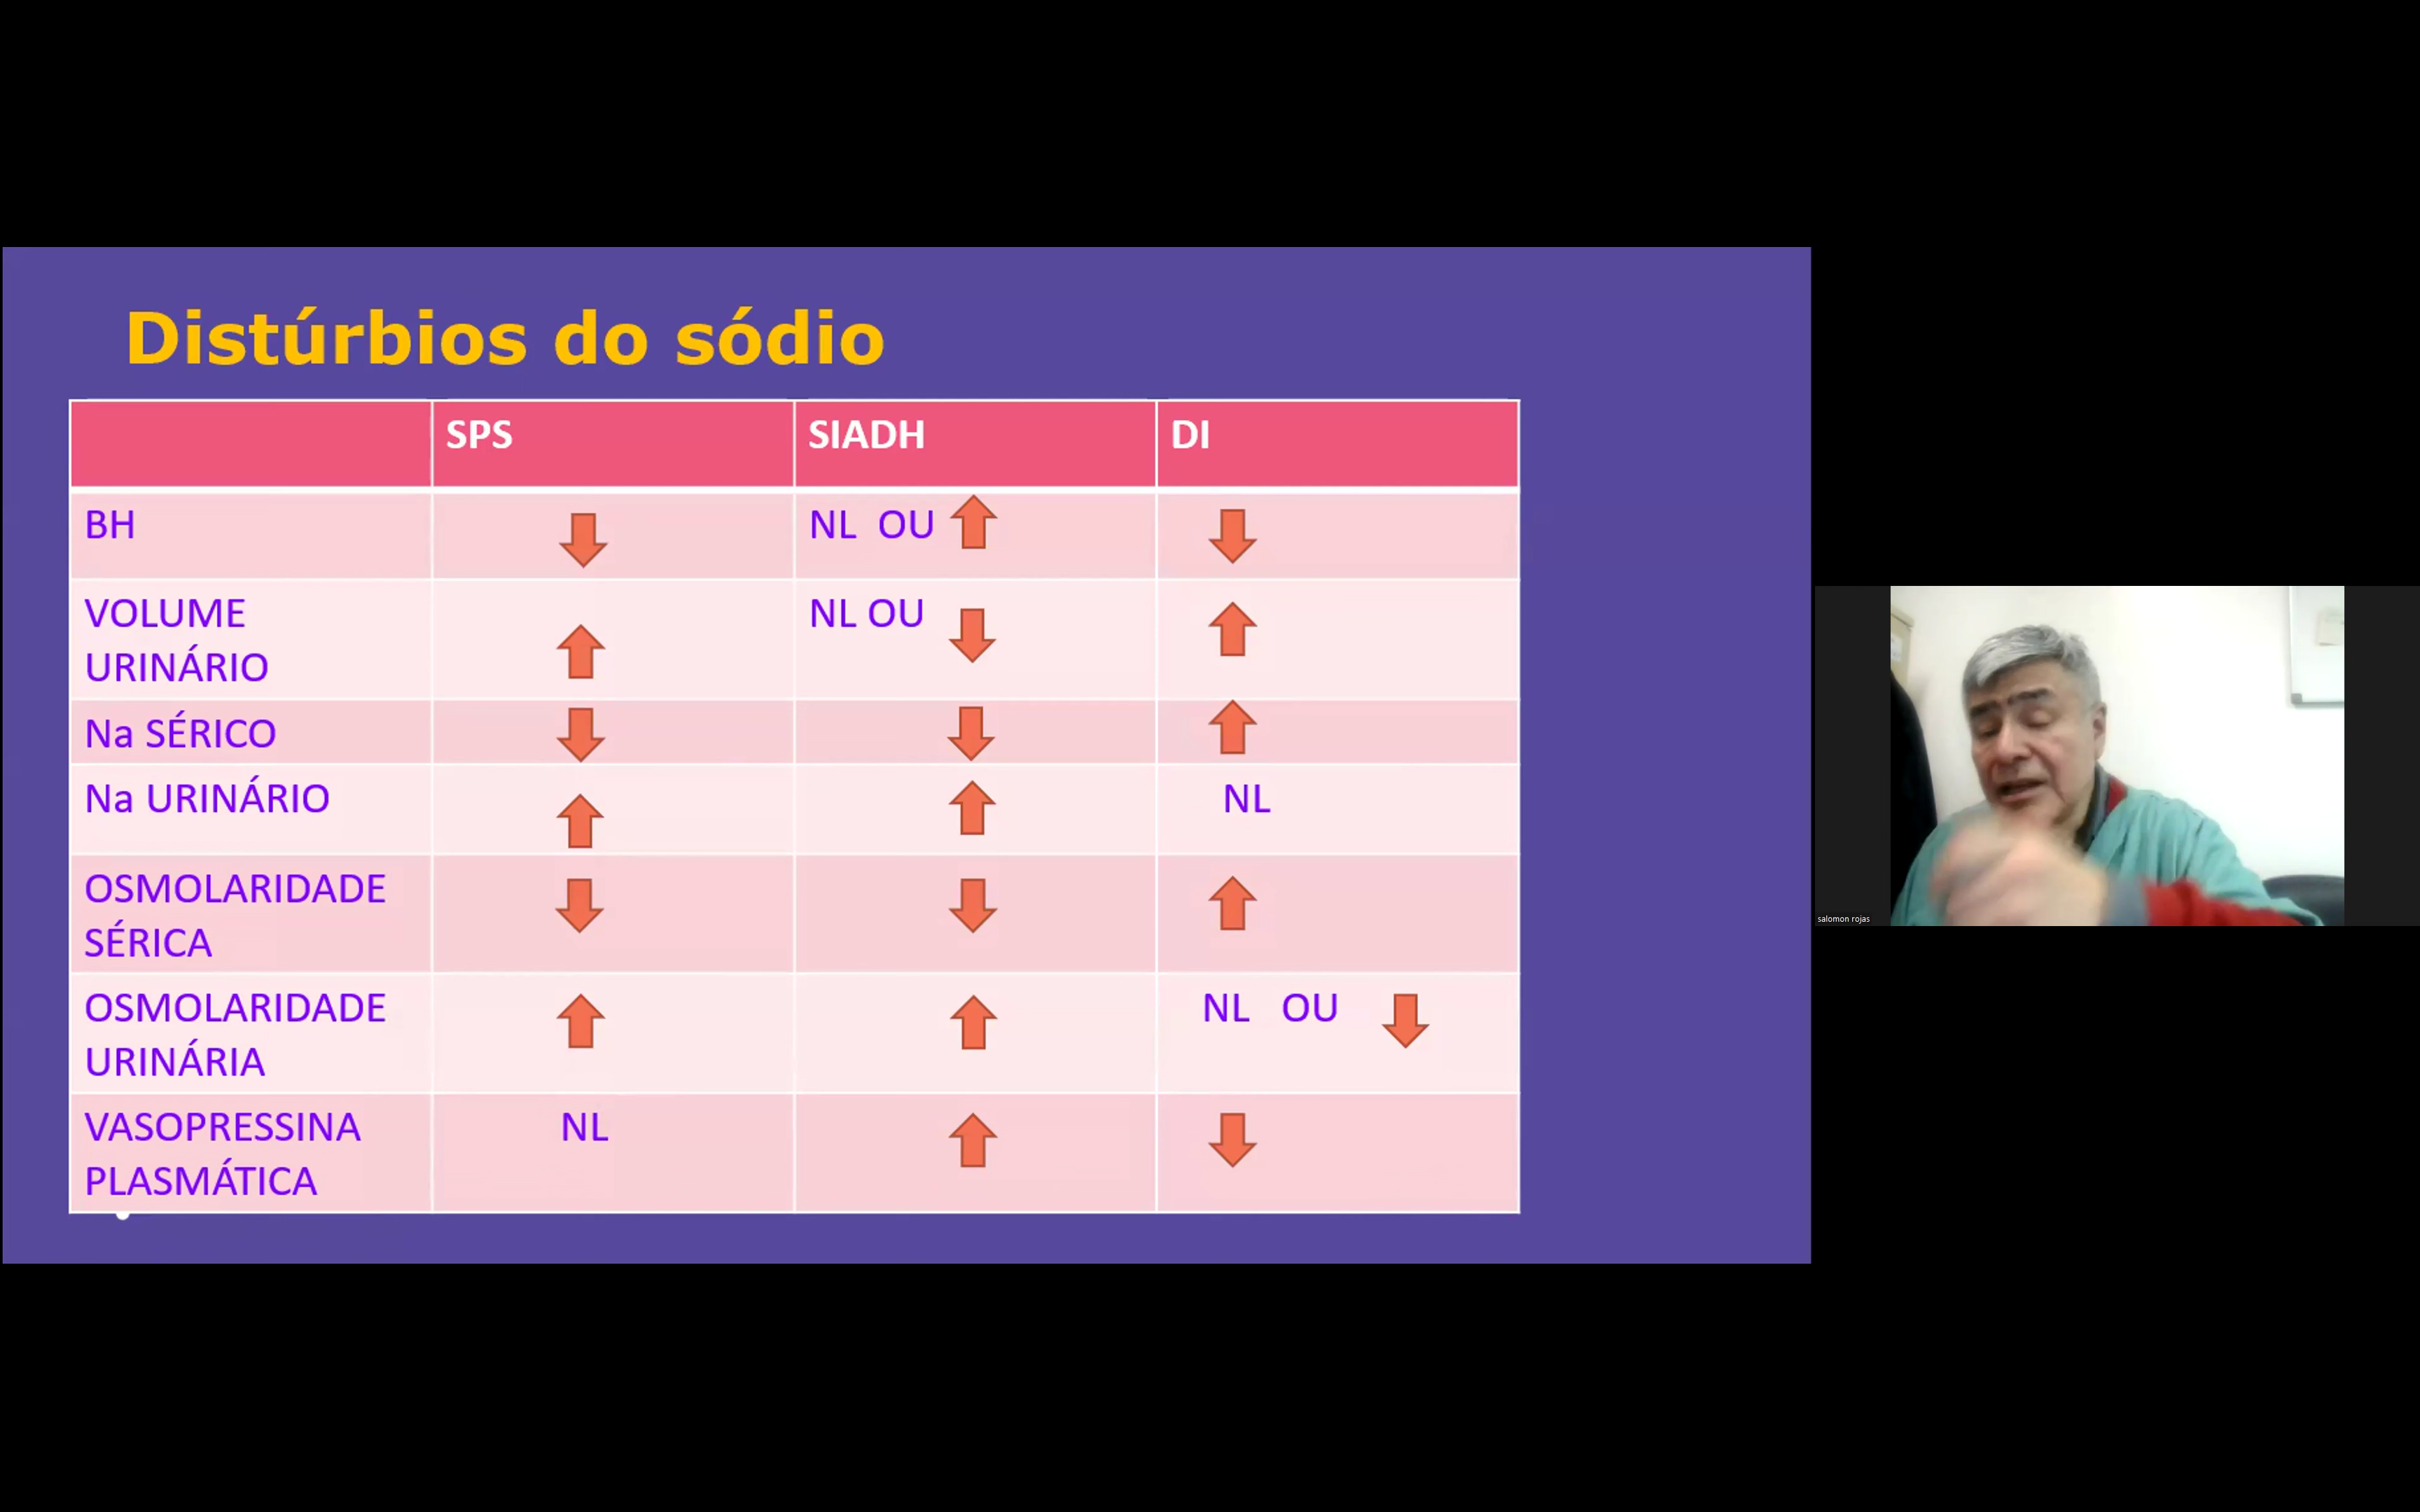 Distúrbios do sódio
SPS SIADH DI
BH NL OU
VOLUME URINÁRIO NL OU
Na SÉRICO
Na URINÁRIO NL
OSMOLARIDADE SÉRICA
OSMOLARIDADE URINÁRIA NL OU
VASOPRESSINA PLASMÁTICA NL
salomon rojas